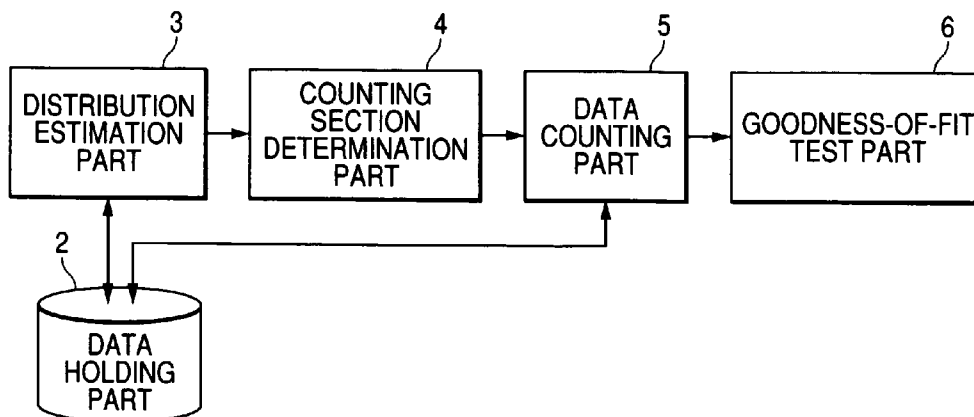 3
DISTRIBUTION
ESTIMATION
PART
4
COUNTING
SECTION
DETERMINATION
PART
5
DATA
COUNTING
PART
6
GOODNESS-OF-FIT
TEST PART
2
DATA
HOLDING
PART